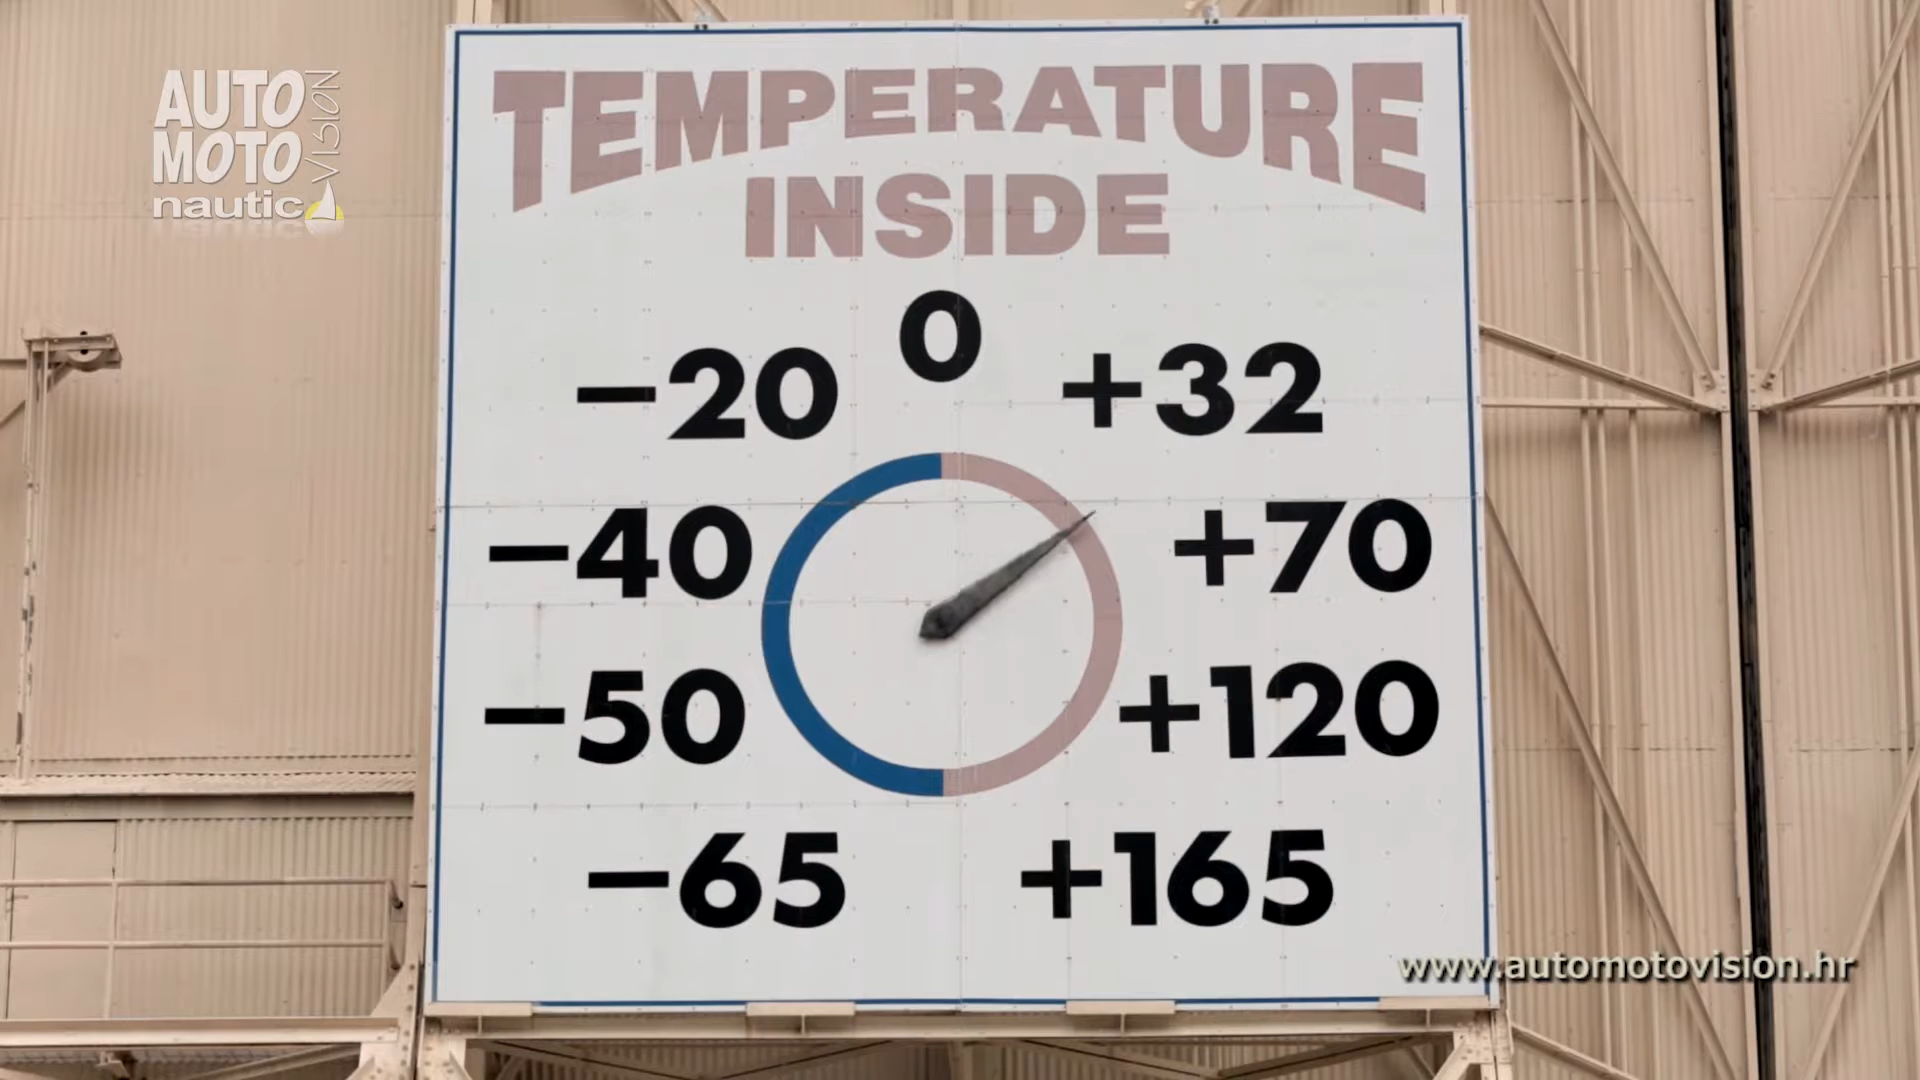 AUTO
MOTO
VISION
nautic
TEMPERATURE
INSIDE
0
−20 +32
−40 +70
−50 +120
−65 +165
www.automotovision.hr